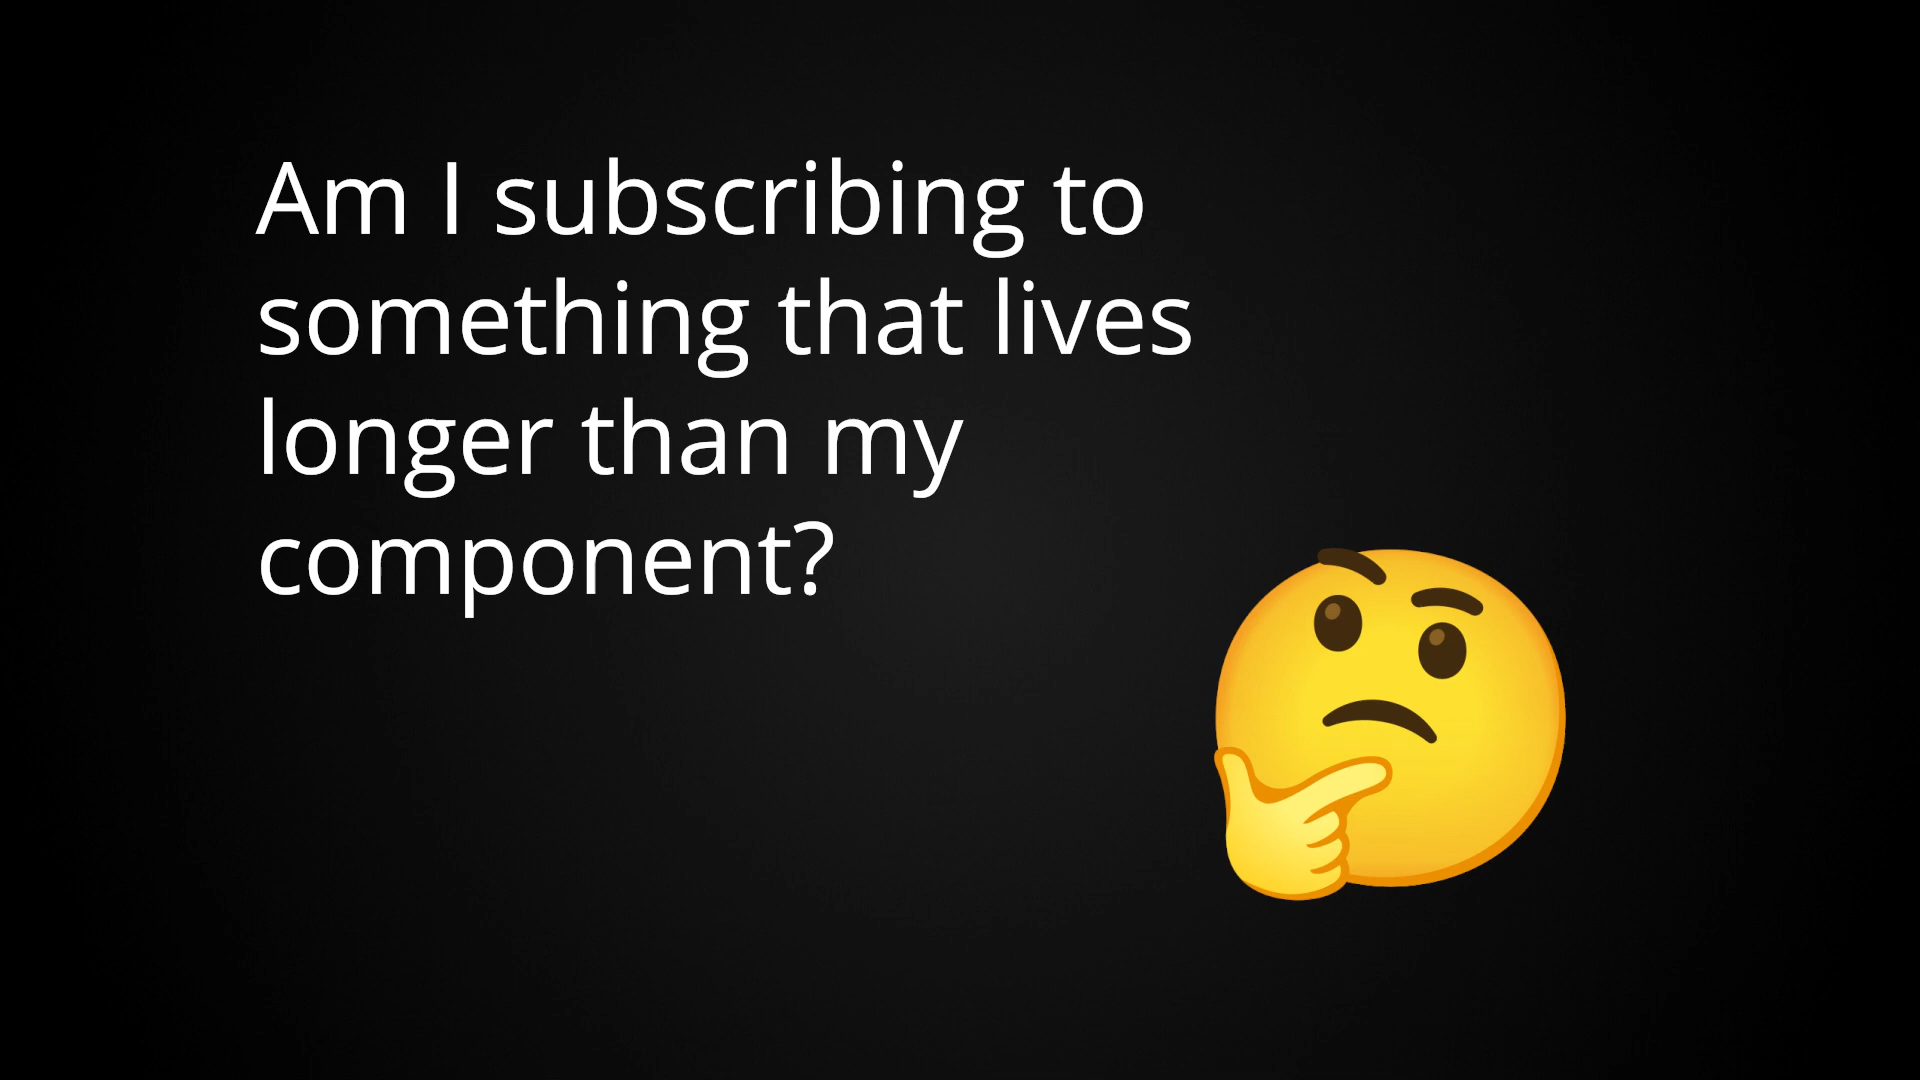 Am I subscribing to
something that lives
longer than my
component?